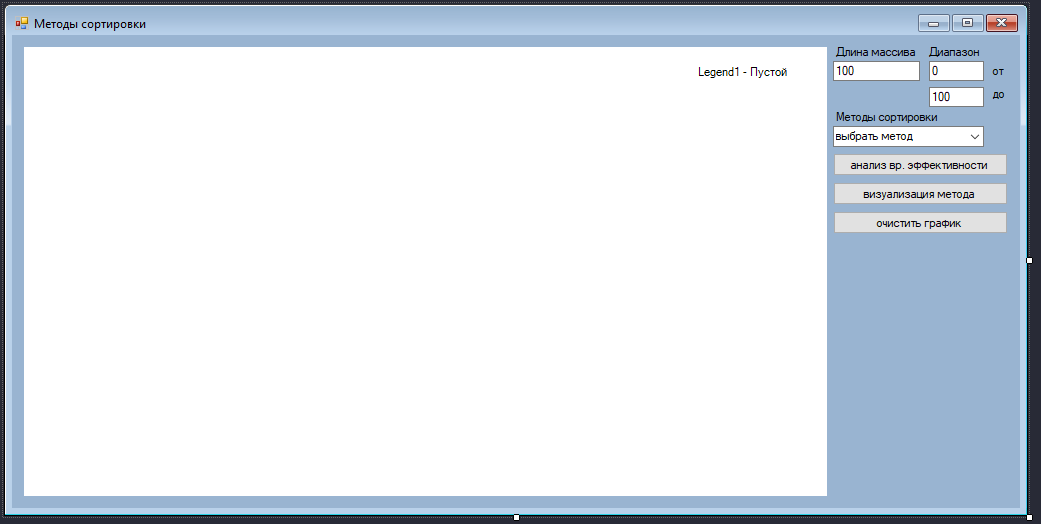 Методы сортировки
Legend1 - Пустой
Длина массива
Диапазон
100
0
от
100
до
Методы сортировки
выбрать метод
анализ вр. эффективности
визуализация метода
очистить график